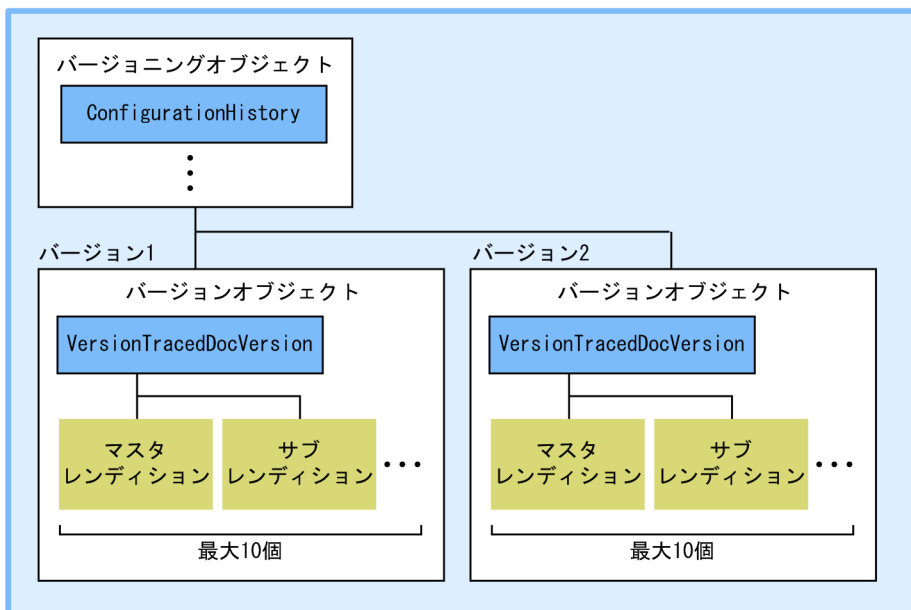 バージョニングオブジェクト
ConfigurationHistory
バージョン1
バージョンオブジェクト
VersionTracedDocVersion
マスタ
レンディション
サブ
レンディション
最大10個
バージョン2
バージョンオブジェクト
VersionTracedDocVersion
マスタ
レンディション
サブ
レンディション
最大10個